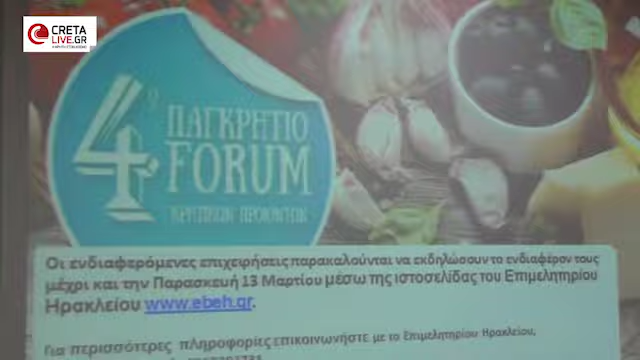 CRETA
LIVE.GR
4ο ΠΑΓΚΡΗΤΙΟ
FORUM
ΚΡΗΤΙΚΩΝ ΠΡΟΪΟΝΤΩΝ
Οι ενδιαφερόμενες επιχειρήσεις παρακαλούνται να εκδηλώσουν το ενδιαφέρον τους
μέχρι και την Παρασκευή 13 Μαρτίου μέσω της ιστοσελίδας του Επιμελητηρίου
Ηρακλείου www.ebeh.gr.
Για περισσότερες πληροφορίες επικοινωνήστε με το Επιμελητήριο Ηρακλείου,